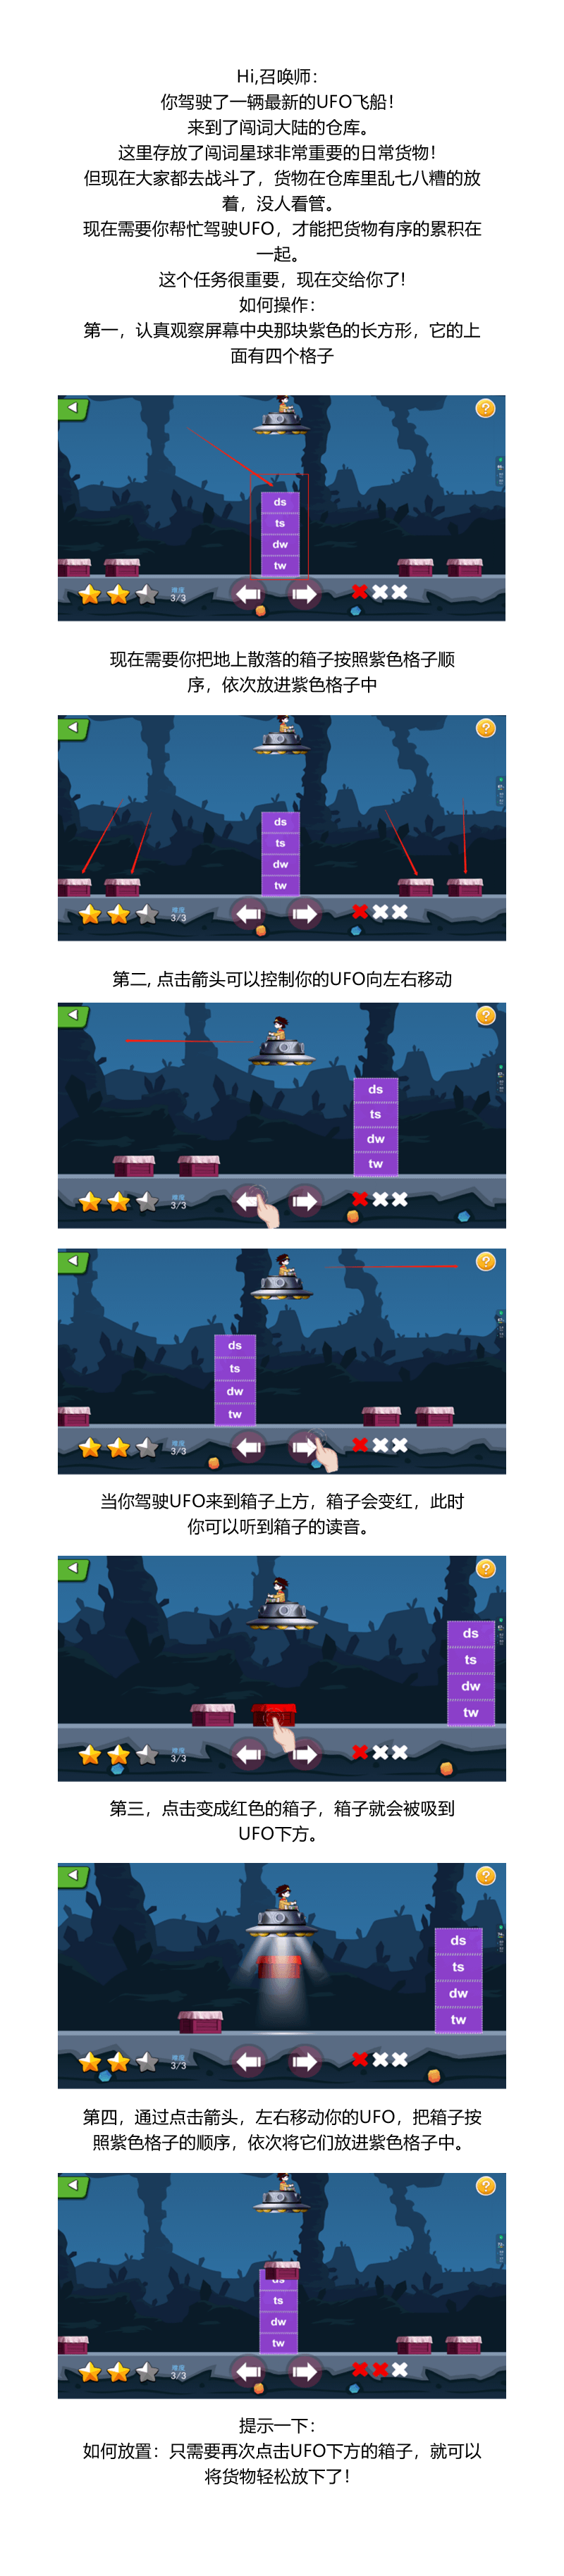 Hi,召唤师：
你驾驶了一辆最新的UFO飞船！
来到了闯词大陆的仓库。
这里存放了闯词星球非常重要的日常货物！
但现在大家都去战斗了，货物在仓库里乱七八糟的放
着，没人看管。
现在需要你帮忙驾驶UFO，才能把货物有序的累积在
一起。
这个任务很重要，现在交给你了！
如何操作：
第一，认真观察屏幕中央那块紫色的长方形，它的上
面有四个格子
?
ds
ts
dw
tw
难度
3/3
现在需要你把地上散落的箱子按照紫色格子顺
序，依次放进紫色格子中
?
ds
ts
dw
tw
难度
3/3
第二, 点击箭头可以控制你的UFO向左右移动
?
ds
ts
dw
tw
难度
3/3
?
ds
ts
dw
tw
难度
3/3
当你驾驶UFO来到箱子上方，箱子会变红，此时
你可以听到箱子的读音。
?
ds
ts
dw
tw
难度
3/3
第三，点击变成红色的箱子，箱子就会被吸到
UFO下方。
?
ds
ts
dw
tw
难度
3/3
第四，通过点击箭头，左右移动你的UFO，把箱子按
照紫色格子的顺序，依次将它们放进紫色格子中。
?
ds
ts
dw
tw
难度
3/3
提示一下：
如何放置：只需要再次点击UFO下方的箱子，就可以
将货物轻松放下了！